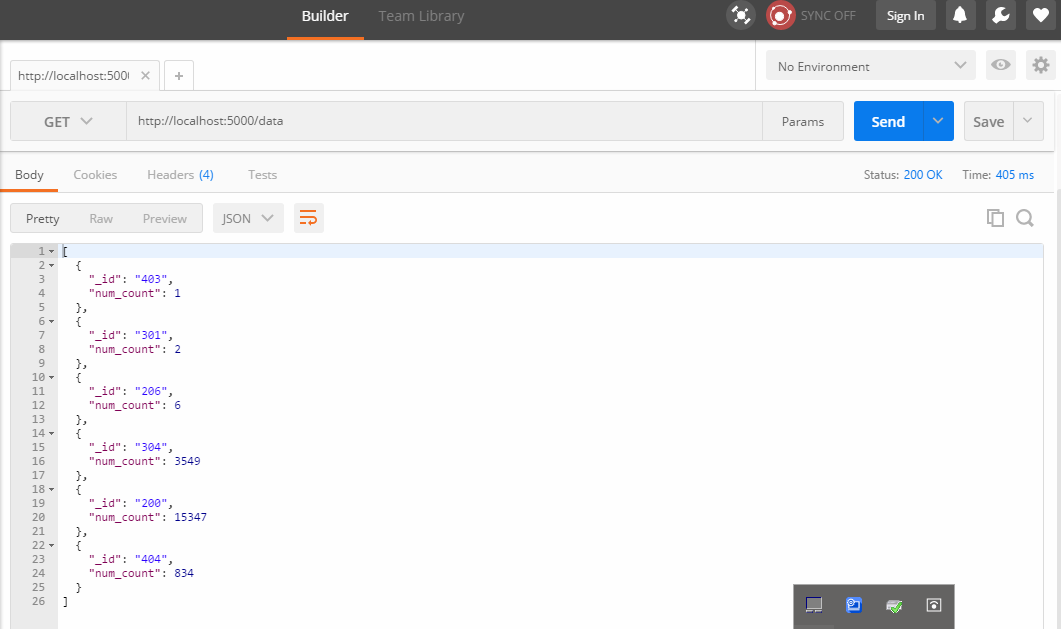 Builder Team Library SYNC OFF Sign In
http://localhost:500 No Environment
GET http://localhost:5000/data Params Send Save
Body Cookies Headers (4) Tests Status: 200 OK Time: 405 ms
Pretty Raw Preview JSON
1 [
2 {
3 "_id": "403",
4 "num_count": 1
5 },
6 {
7 "_id": "301",
8 "num_count": 2
9 },
10 {
11 "_id": "206",
12 "num_count": 6
13 },
14 {
15 "_id": "304",
16 "num_count": 3549
17 },
18 {
19 "_id": "200",
20 "num_count": 15347
21 },
22 {
23 "_id": "404",
24 "num_count": 834
25 }
26 ]